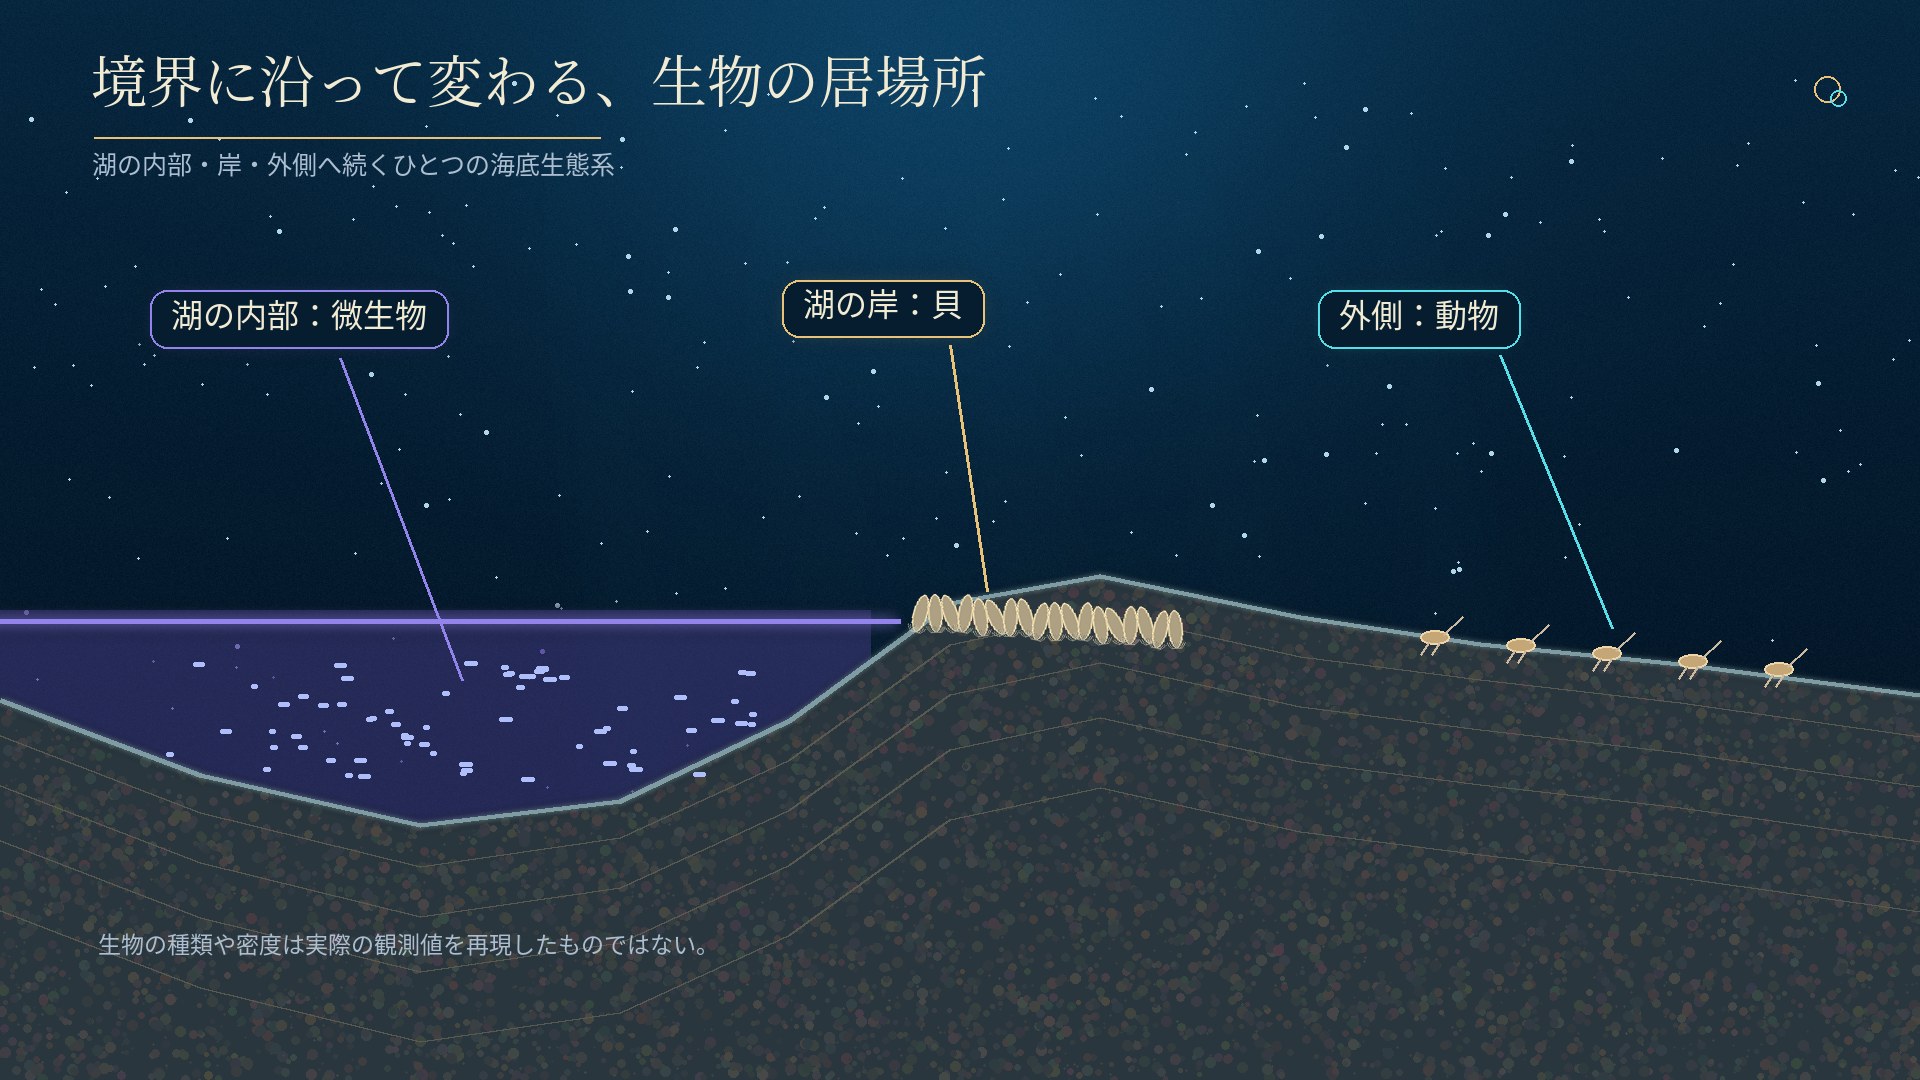 境界に沿って変わる、生物の居場所
湖の内部・岸・外側へ続くひとつの海底生態系
湖の内部：微生物
湖の岸：貝
外側：動物
生物の種類や密度は実際の観測値を再現したものではない。